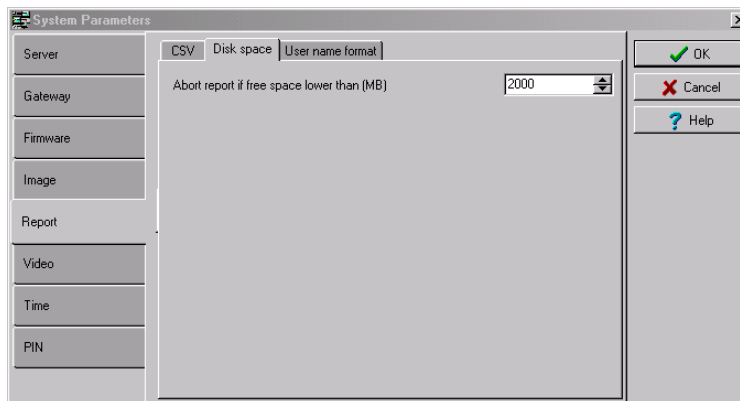 System Parameters
Server
Gateway
Firmware
Image
Report
Video
Time
PIN
CSV Disk space User name format
Abort report if free space lower than (MB) 2000
OK
Cancel
Help